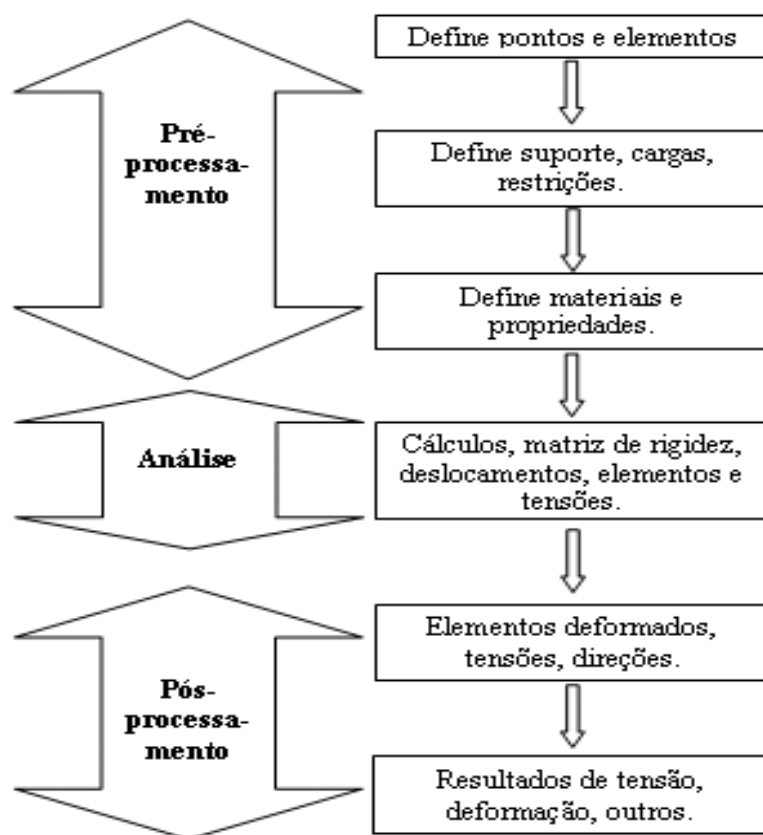 Define pontos e elementos
Pré-
processa-
mento
Define suporte, cargas,
restrições.
Define materiais e
propriedades.
Análise
Cálculos, matriz de rigidez,
deslocamentos, elementos e
tensões.
Elementos deformados,
tensões, direções.
Pós-
processa-
mento
Resultados de tensão,
deformação, outros.